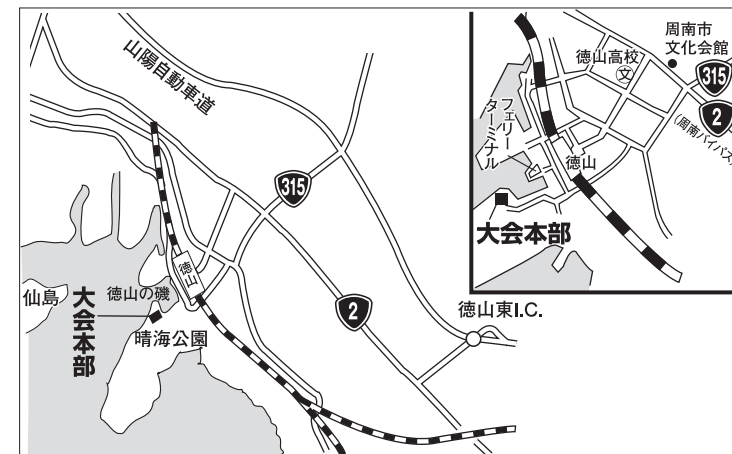 山陽自動車道
315
2
徳山
徳山の磯
仙島
大会本部
晴海公園
徳山東I.C.
周南市
文化会館
徳山高校
文
315
2
(周南バイパス)
フェリー
ターミナル
徳山
大会本部